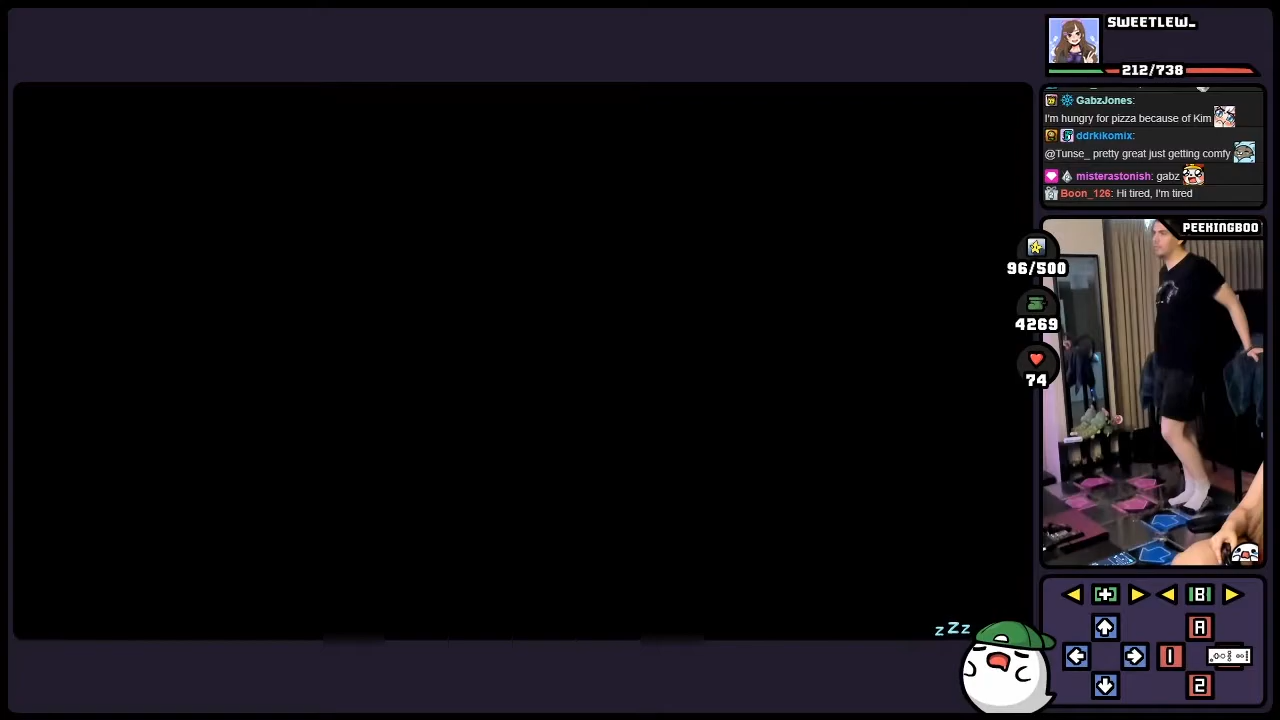 SWEETLEW_
212/738
GabzJones:
I'm hungry for pizza because of Kim
ddrkikomix:
@Tunse_ pretty great just getting comfy
misterastonish: gabz
Boon_126: Hi tired, I'm tired
PEEKINGBOO
96/500
4269
74
[+] |B|
A
1
2
zZz